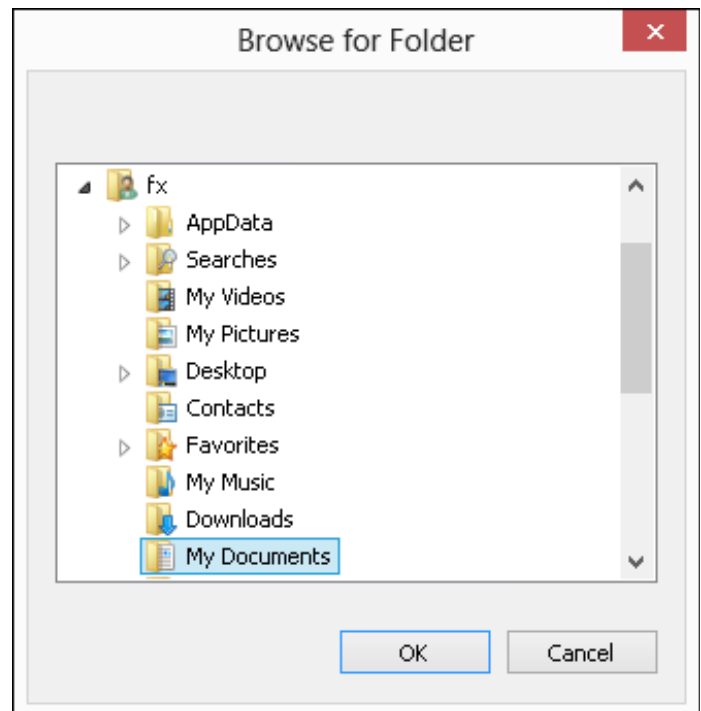 Browse for Folder
fx
AppData
Searches
My Videos
My Pictures
Desktop
Contacts
Favorites
My Music
Downloads
My Documents
OK Cancel